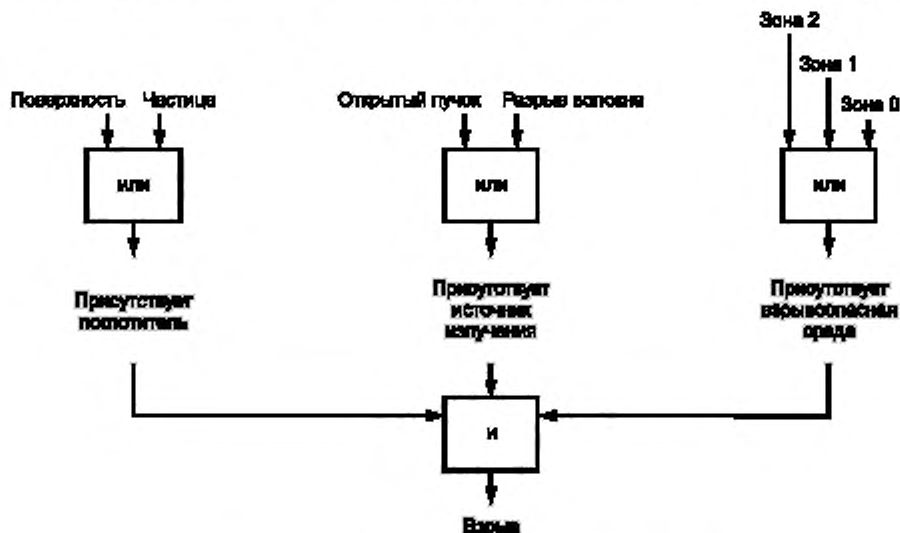 Зона 2
Зона 1
Зона 0
Поверхность Частица
Открытый пучок Разрыв волокна
или
или
или
Присутствует
поглотитель
Присутствует
источник
излучения
Присутствует
взрывоопасная
среда
и
Взрыв